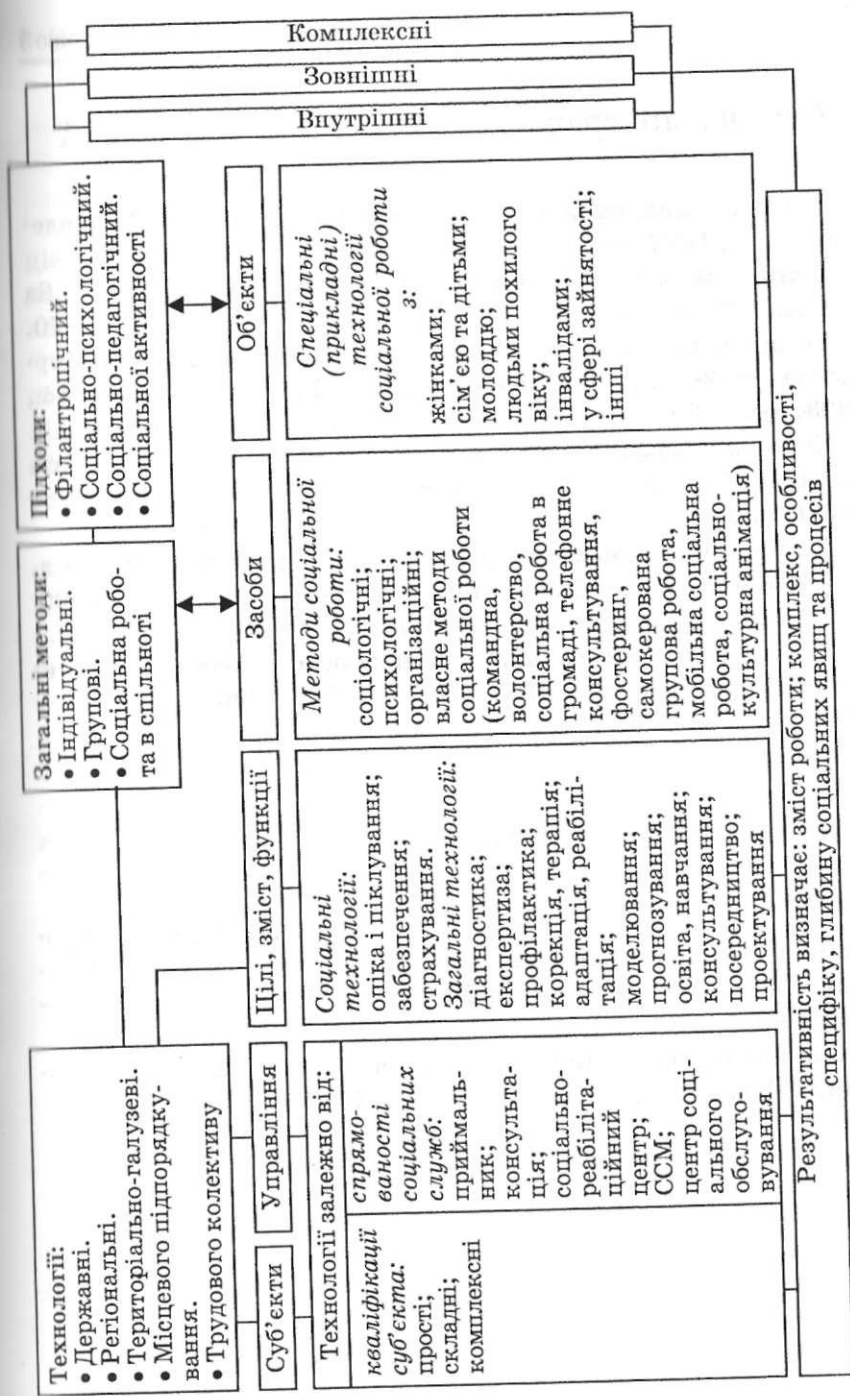 Технології:
• Державні.
• Регіональні.
• Територіально-галузеві.
• Місцевого підпорядку-
вання.
• Трудового колективу
Загальні методи:
• Індивідуальні.
• Групові.
• Соціальна робо-
та в спільноті
Підходи:
• Філантропічний.
• Соціально-психологічний.
• Соціально-педагогічний.
• Соціальної активності
Суб'єкти
Управління
Цілі, зміст, функції
Засоби
Об'єкти
Технології залежно від:
кваліфікації
суб'єкта:
прості;
складні;
комплексні
спрямо-
ваності
соціальних
служб:
приймаль-
ник;
консульта-
ція;
соціально-
реабіліта-
ційний
центр;
ССМ;
центр соці-
ального
обслуго-
вування
Соціальні
технології:
опіка і піклування;
забезпечення;
страхування.
Загальні технології:
діагностика;
експертиза;
профілактика;
корекція, терапія;
адаптація, реабілі-
тація;
моделювання;
прогнозування;
освіта, навчання;
консультування;
посередництво;
проектування
Методи соціальної
роботи:
соціологічні;
психологічні;
організаційні;
власне методи
соціальної роботи
(командна,
волонтерство,
соціальна робота в
громаді, телефонне
консультування,
фостеринг,
самокерована
групова робота,
мобільна соціальна
робота, соціально-
культурна анімація)
Спеціальні
(прикладні)
технології
соціальної роботи
з:
жінками;
сім'єю та дітьми;
молоддю;
людьми похилого
віку;
інвалідами;
у сфері зайнятості;
інші
Внутрішні
Зовнішні
Комплексні
Результативність визначає: зміст роботи; комплекс, особливості,
специфіку, глибину соціальних явищ та процесів